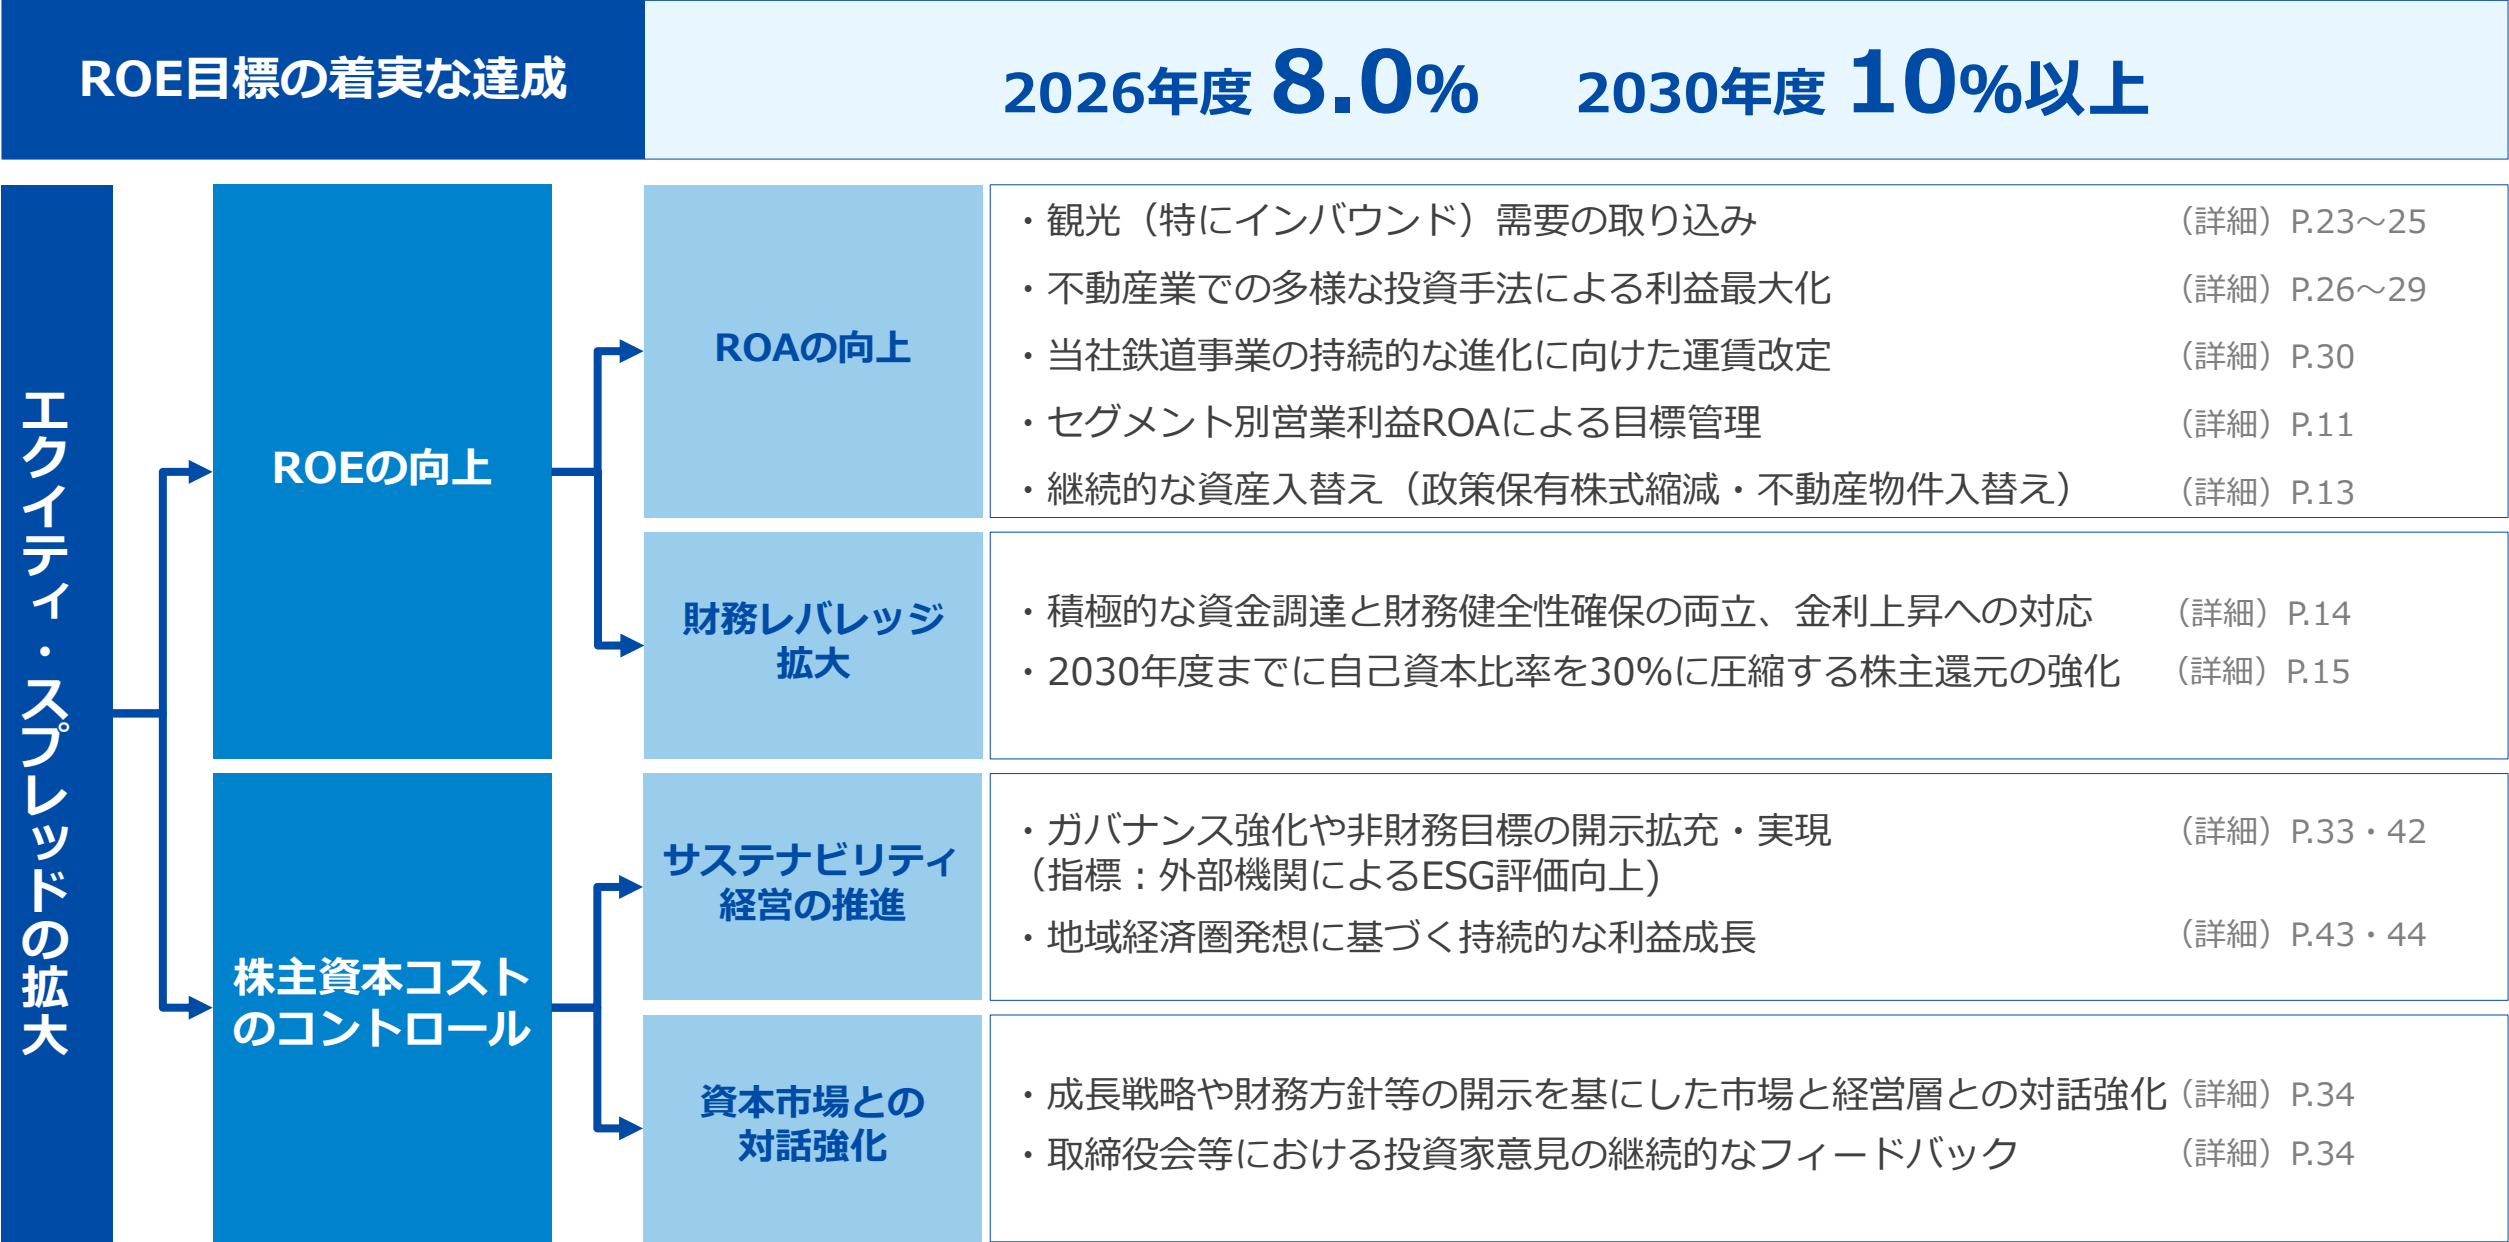 ROE目標の着実な達成
2026年度 8.0% 2030年度 10%以上
エクイティ・スプレッドの拡大
ROEの向上
ROAの向上
・観光（特にインバウンド）需要の取り込み （詳細）P.23～25
・不動産業での多様な投資手法による利益最大化 （詳細）P.26～29
・当社鉄道事業の持続的な進化に向けた運賃改定 （詳細）P.30
・セグメント別営業利益ROAによる目標管理 （詳細）P.11
・継続的な資産入替え（政策保有株式縮減・不動産物件入替え） （詳細）P.13
財務レバレッジ
拡大
・積極的な資金調達と財務健全性確保の両立、金利上昇への対応 （詳細）P.14
・2030年度までに自己資本比率を30%に圧縮する株主還元の強化 （詳細）P.15
株主資本コスト
のコントロール
サステナビリティ
経営の推進
・ガバナンス強化や非財務目標の開示拡充・実現 （詳細）P.33・42
（指標：外部機関によるESG評価向上)
・地域経済圏発想に基づく持続的な利益成長 （詳細）P.43・44
資本市場との
対話強化
・成長戦略や財務方針等の開示を基にした市場と経営層との対話強化 （詳細）P.34
・取締役会等における投資家意見の継続的なフィードバック （詳細）P.34